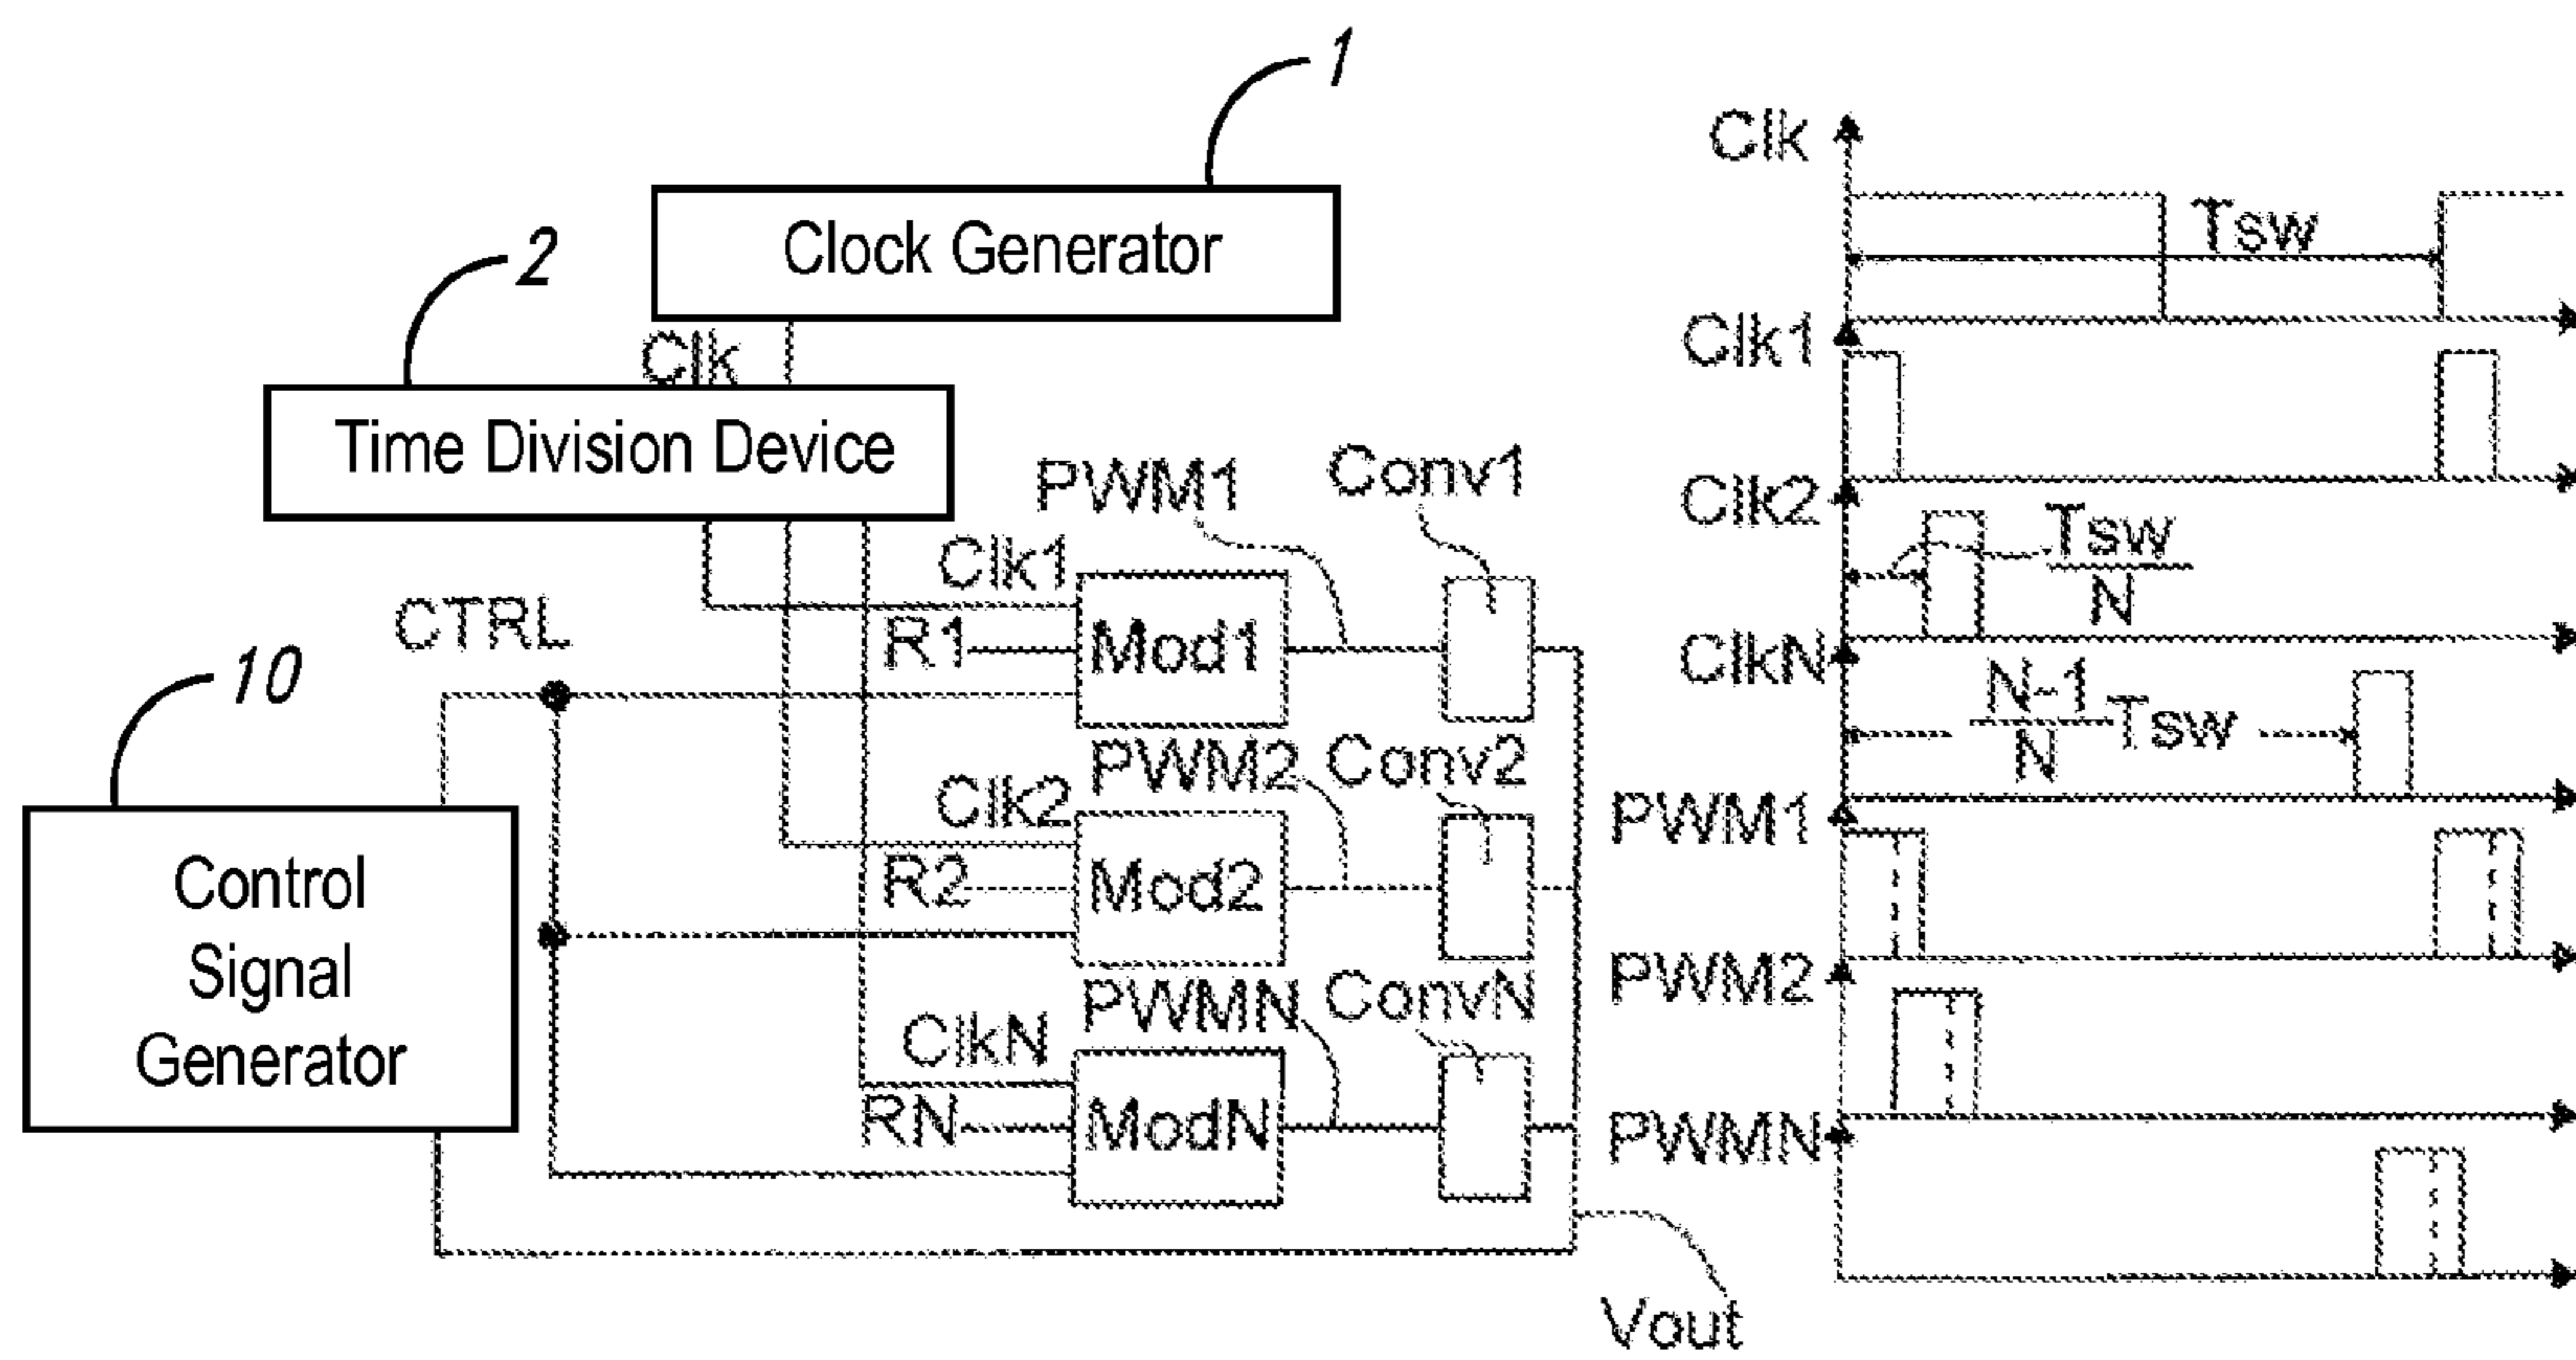 1
2
Clock Generator
Clk
Time Division Device
PWM1
Conv1
Clk1
CTRL
R1
Mod1
10
PWM2
Conv2
Clk2
R2
Mod2
Control
Signal
Generator
PWMN
ConvN
ClkN
RN
ModN
Vout
Clk
Tsw
Clk1
Clk2
Tsw
N
ClkN
N-1
N
Tsw
PWM1
PWM2
PWMN